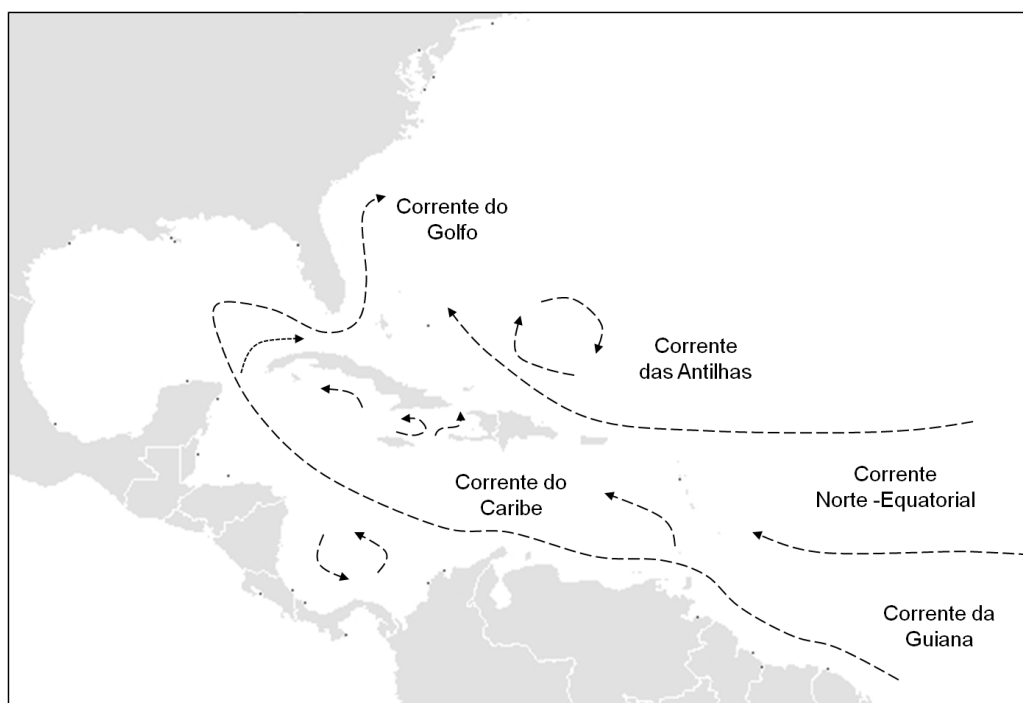 Corrente do
Golfo
Corrente
das Antilhas
Corrente do
Caribe
Corrente
Norte -Equatorial
Corrente da
Guiana